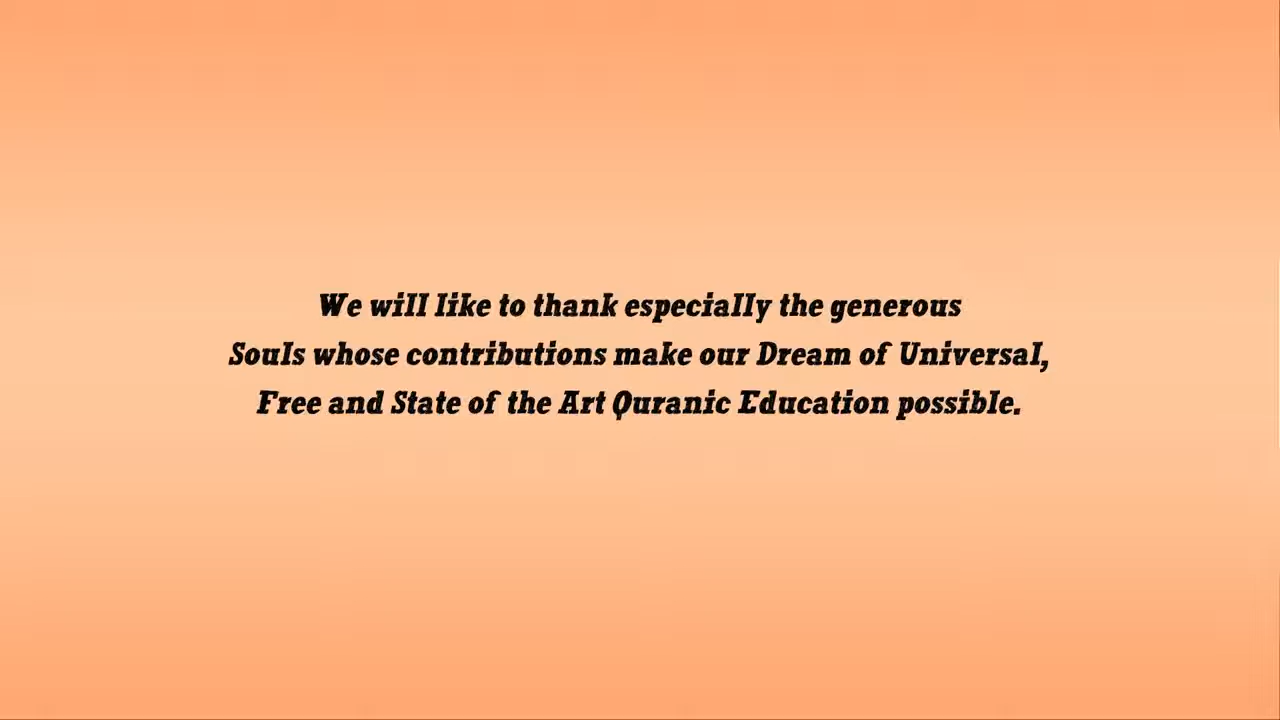 We will like to thank especially the generous
Souls whose contributions make our Dream of Universal,
Free and State of the Art Quranic Education possible.